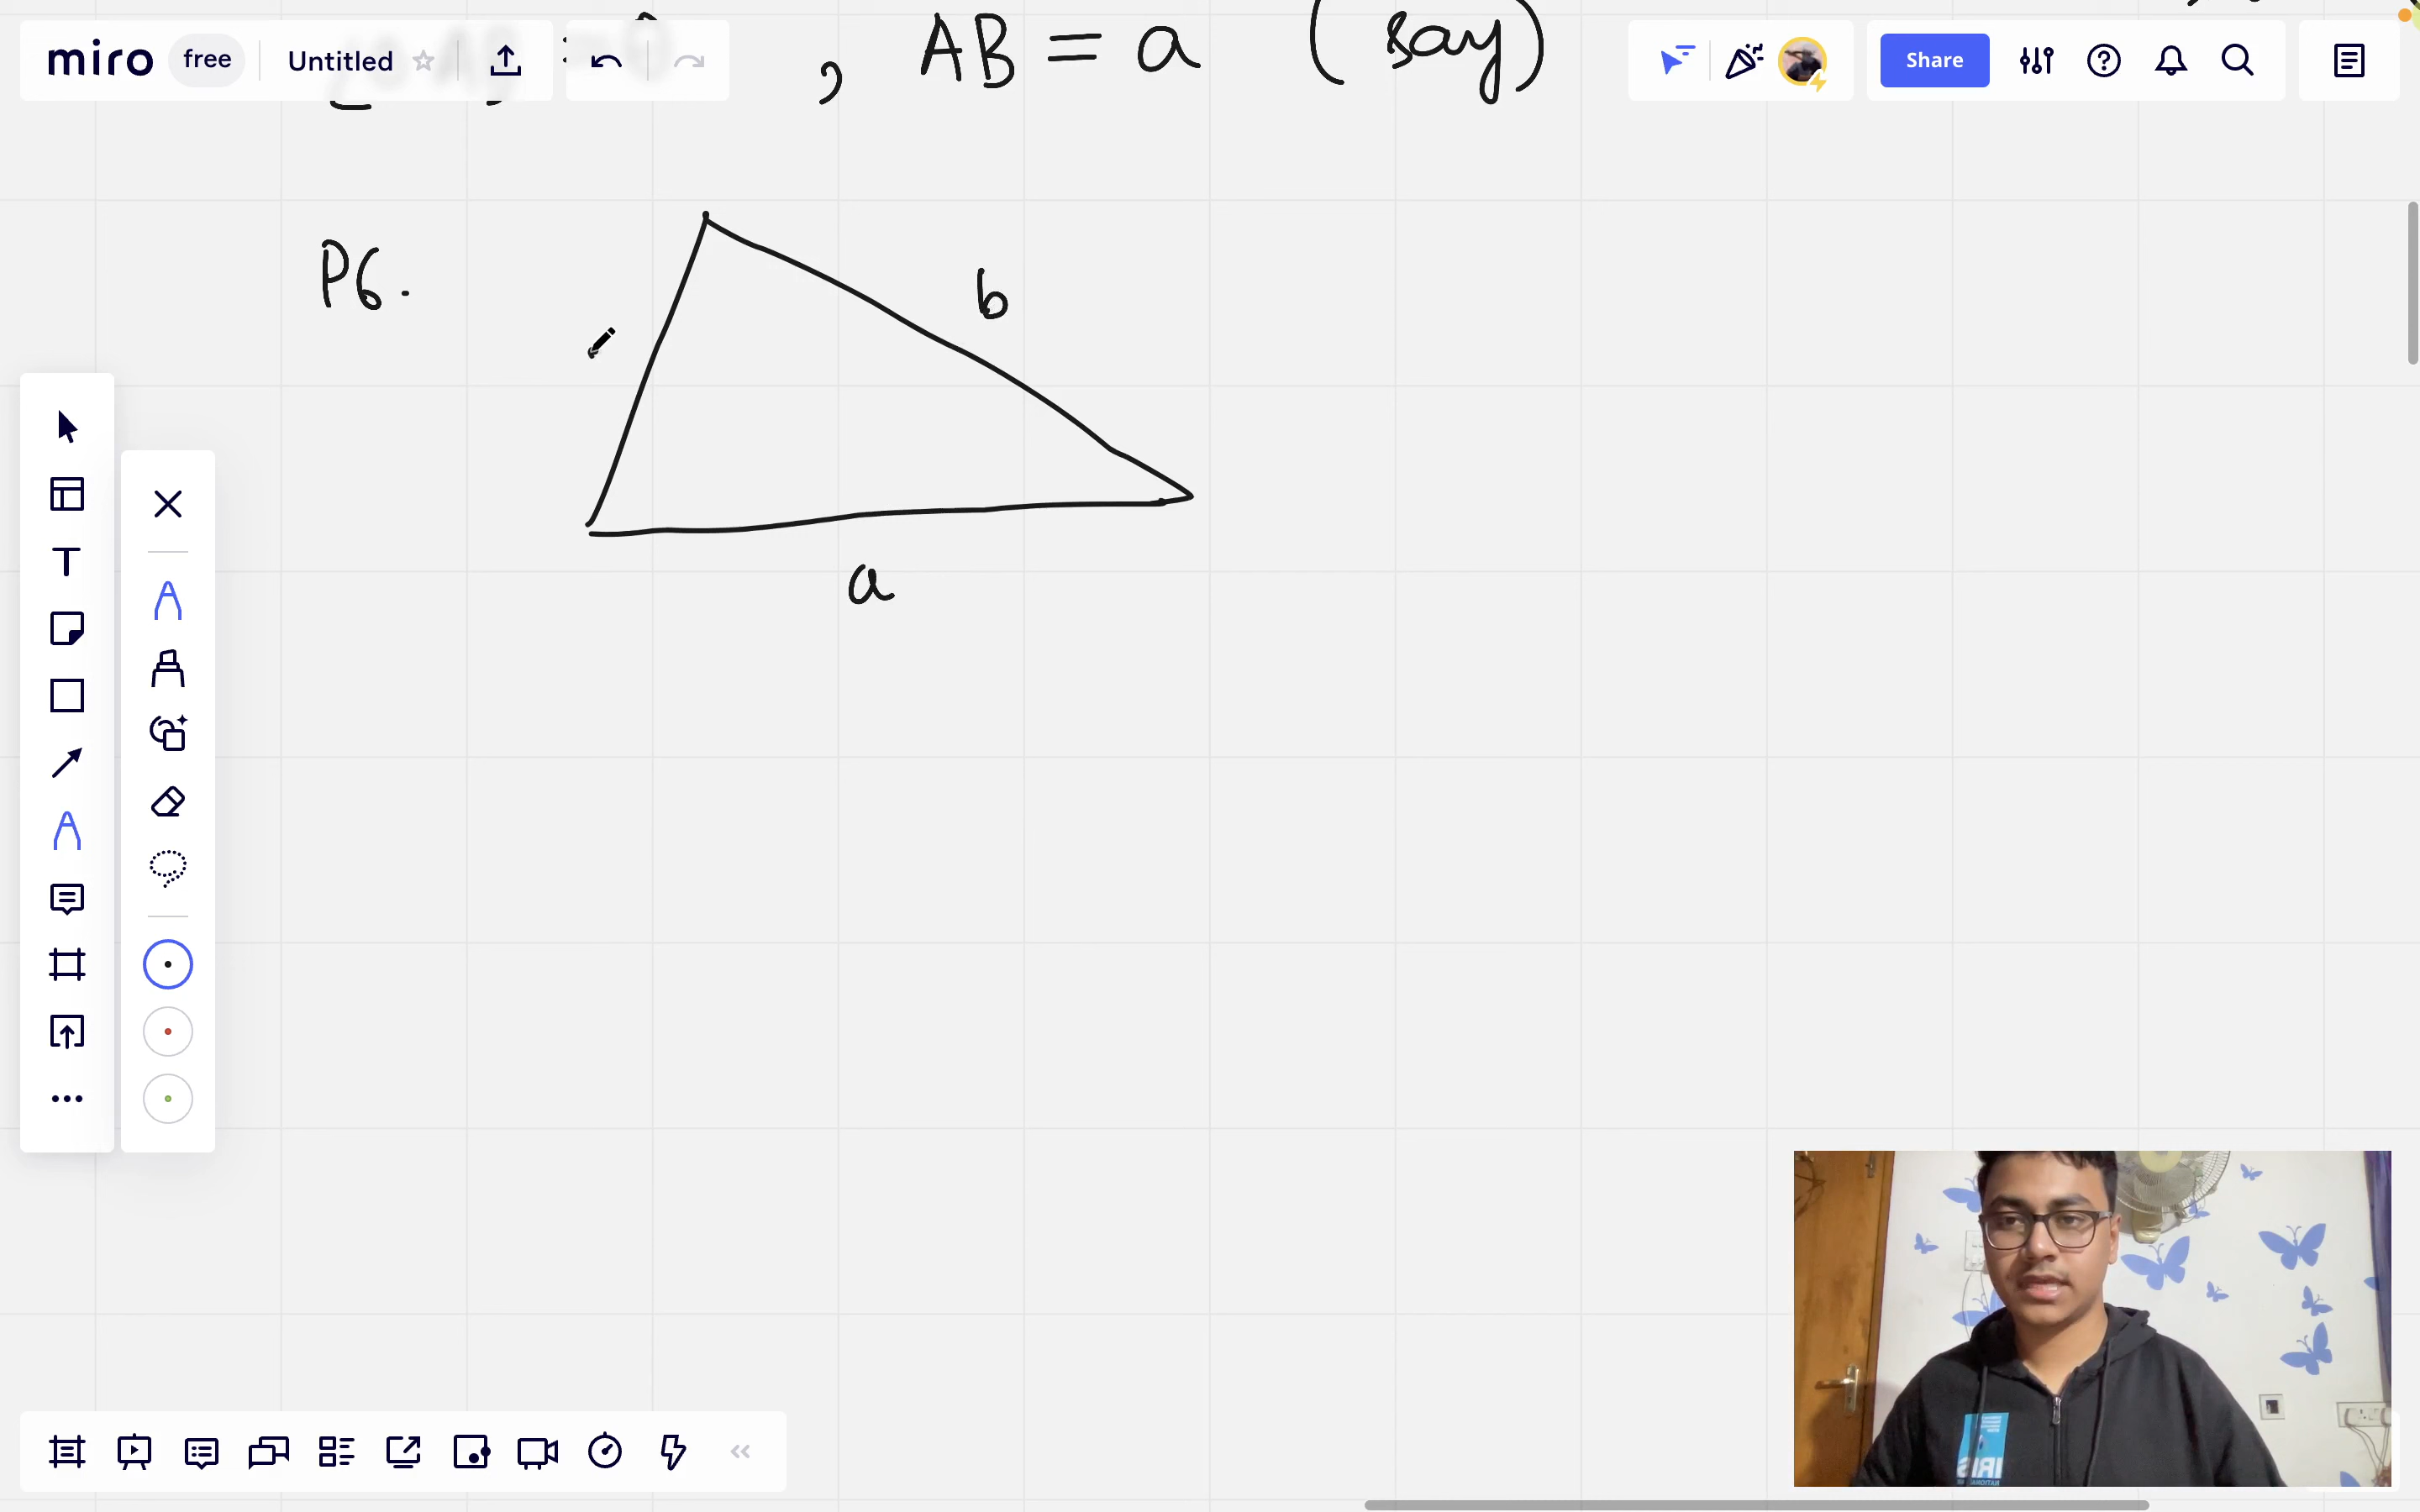 miro free Untitled Share
, AB = a (say)
P6.
b
a